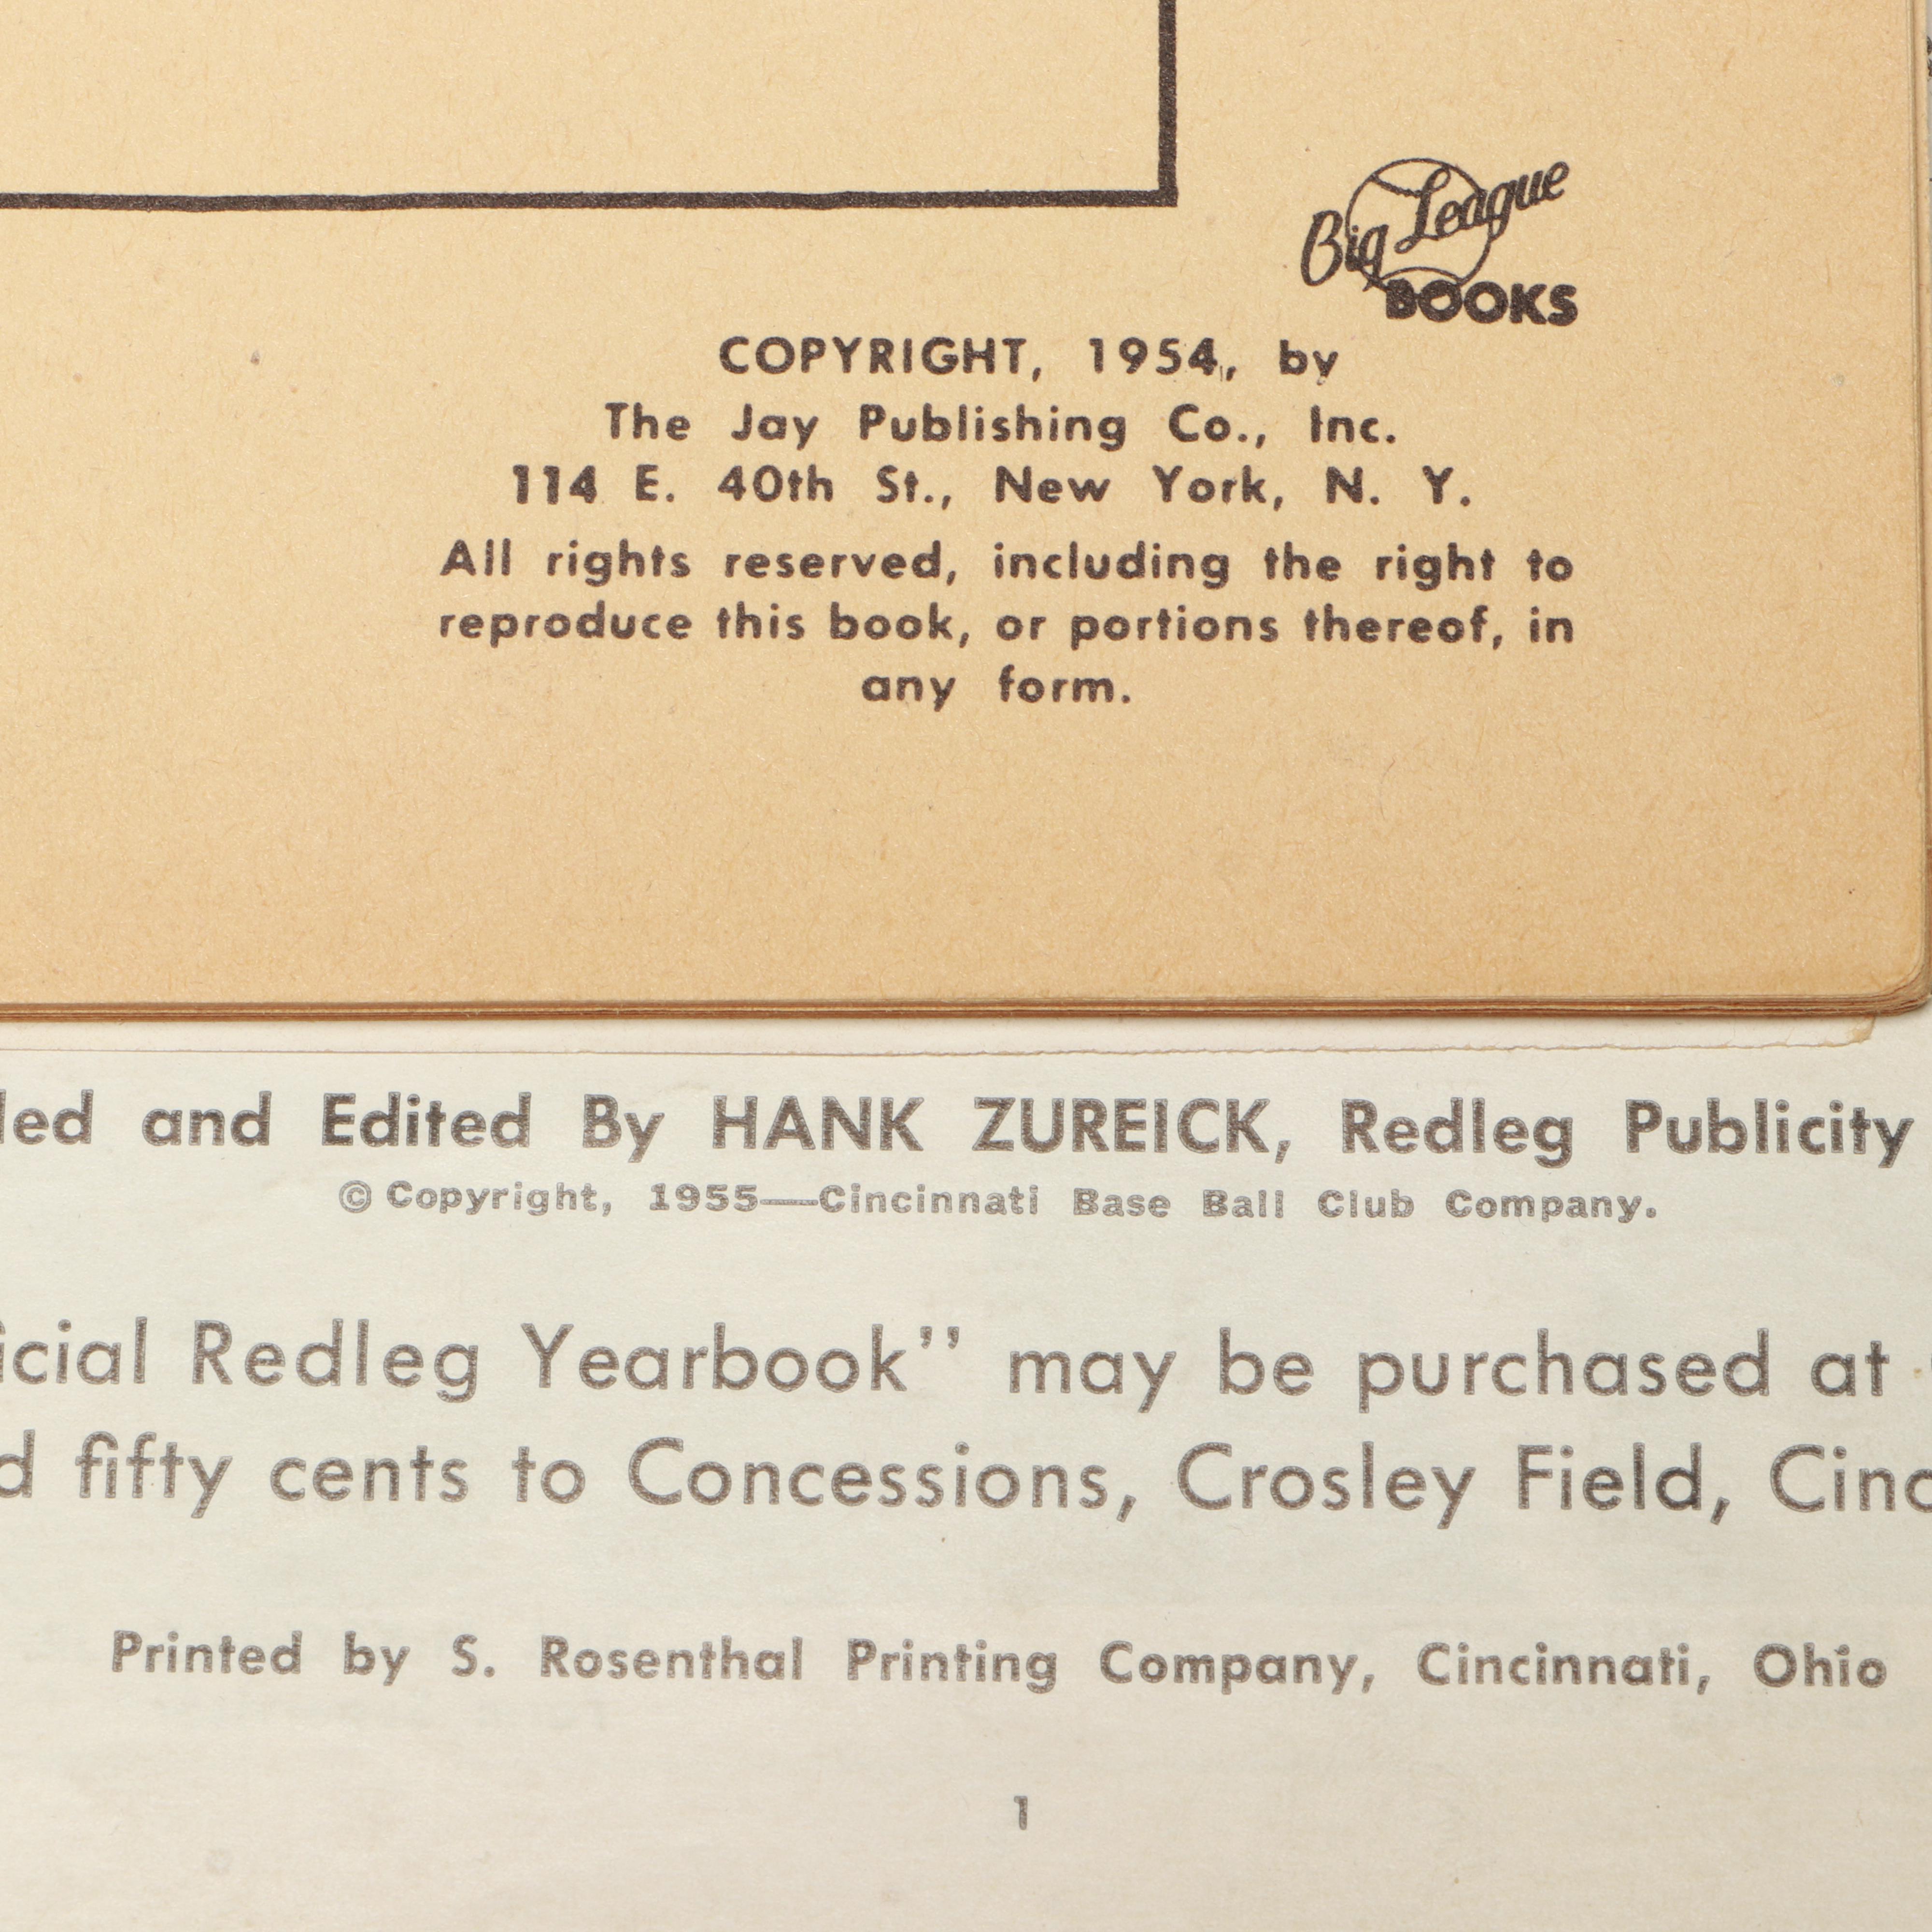 Big League
BOOKS
COPYRIGHT, 1954, by
The Jay Publishing Co., Inc.
114 E. 40th St., New York, N. Y.
All rights reserved, including the right to
reproduce this book, or portions thereof, in
any form.
led and Edited By HANK ZUREICK, Redleg Publicity
© Copyright, 1955—Cincinnati Base Ball Club Company.
icial Redleg Yearbook” may be purchased at
d fifty cents to Concessions, Crosley Field, Cinc
Printed by S. Rosenthal Printing Company, Cincinnati, Ohio
1